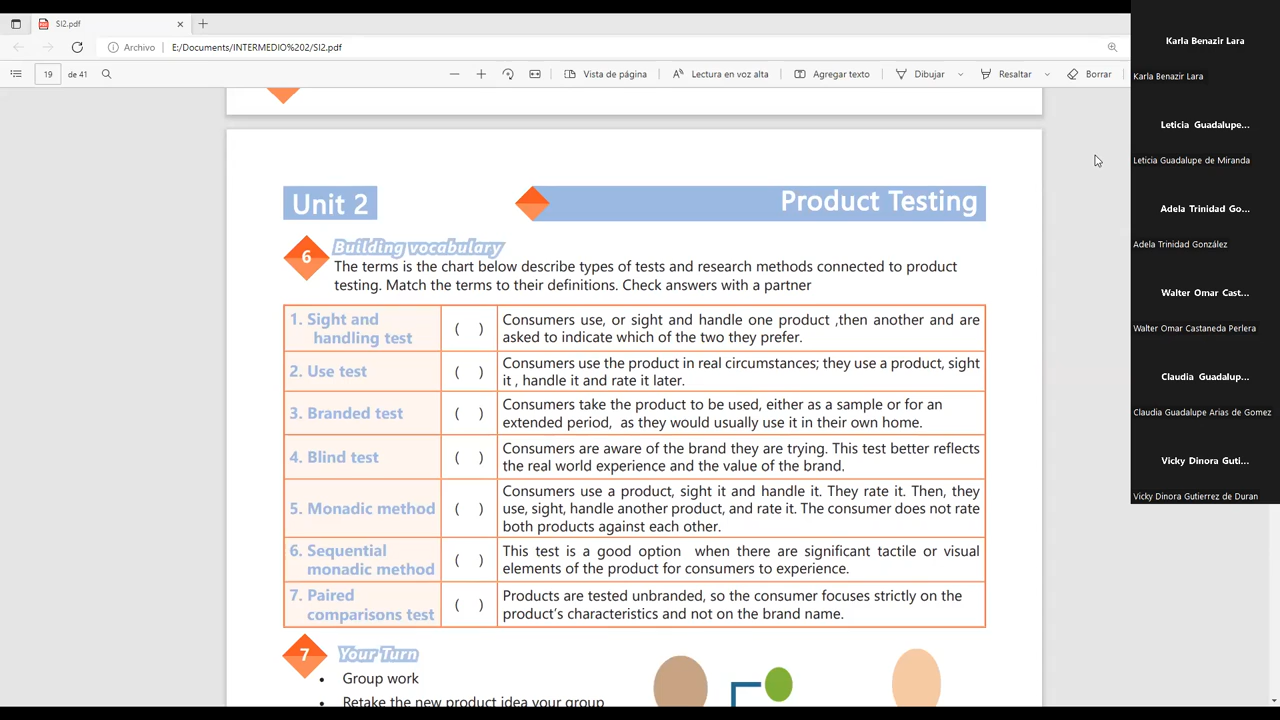 SI2.pdf
Archivo E:/Documents/INTERMEDIO%202/SI2.pdf
19 de 41
Vista de página
Lectura en voz alta
Agregar texto
Dibujar
Resaltar
Borrar
Unit 2
Product Testing
6
Building vocabulary
The terms is the chart below describe types of tests and research methods connected to product
testing. Match the terms to their definitions. Check answers with a partner
1. Sight and
handling test
( )
Consumers use, or sight and handle one product ,then another and are
asked to indicate which of the two they prefer.
2. Use test
( )
Consumers use the product in real circumstances; they use a product, sight
it , handle it and rate it later.
3. Branded test
( )
Consumers take the product to be used, either as a sample or for an
extended period, as they would usually use it in their own home.
4. Blind test
( )
Consumers are aware of the brand they are trying. This test better reflects
the real world experience and the value of the brand.
5. Monadic method
( )
Consumers use a product, sight it and handle it. They rate it. Then, they
use, sight, handle another product, and rate it. The consumer does not rate
both products against each other.
6. Sequential
monadic method
( )
This test is a good option when there are significant tactile or visual
elements of the product for consumers to experience.
7. Paired
comparisons test
( )
Products are tested unbranded, so the consumer focuses strictly on the
product's characteristics and not on the brand name.
7
Your Turn
• Group work
• Retake the new product idea your group
Karla Benazir Lara
Karla Benazir Lara
Leticia Guadalupe...
Leticia Guadalupe de Miranda
Adela Trinidad Go...
Adela Trinidad González
Walter Omar Cast...
Walter Omar Castaneda Perlera
Claudia Guadalup...
Claudia Guadalupe Arias de Gomez
Vicky Dinora Guti...
Vicky Dinora Gutierrez de Duran